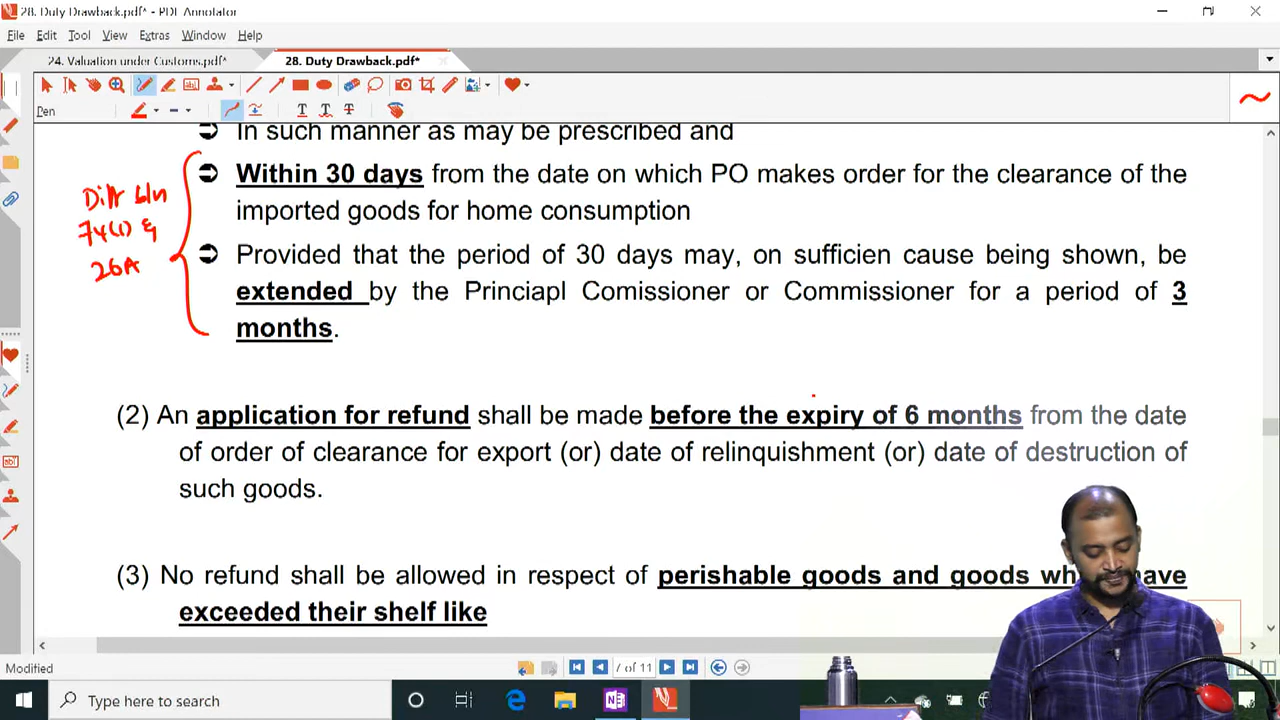 28. Duty Drawback.pdf* - PDF Annotator
File Edit Tool View Extras Window Help
24. Valuation under Customs.pdf* 28. Duty Drawback.pdf*
Pen
In such manner as may be prescribed and
Within 30 days from the date on which PO makes order for the clearance of the
imported goods for home consumption
Provided that the period of 30 days may, on sufficien cause being shown, be
extended by the Princiapl Comissioner or Commissioner for a period of 3
months.
Diff b/n
74(1) &
26A
(2) An application for refund shall be made before the expiry of 6 months from the date
of order of clearance for export (or) date of relinquishment (or) date of destruction of
such goods.
(3) No refund shall be allowed in respect of perishable goods and goods have
exceeded their shelf like
Modified
7 of 11
Type here to search